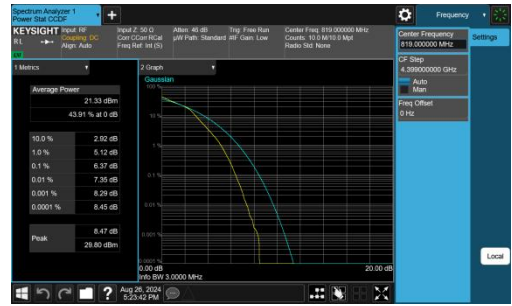 Spectrum Analyzer 1
Power Stat CCDF
Frequency
KEYSIGHT
RL
Input: RF
Coupling: DC
Align: Auto
Input Z: 50 Ω
Corr CCorr RCal
Freq Ref: Int (S)
Atten: 46 dB
µW Path: Standard
Trig: Free Run
#IF Gain: Low
Center Freq: 819.000000 MHz
Counts: 10.0 M/10.0 Mpt
Radio Std: None
1 Metrics
Average Power
21.33 dBm
43.91 % at 0 dB
10.0 % 2.92 dB
1.0 % 5.12 dB
0.1 % 6.37 dB
0.01 % 7.35 dB
0.001 % 8.29 dB
0.0001 % 8.45 dB
Peak 8.47 dB
29.80 dBm
2 Graph
Gaussian
100 %
10 %
1 %
0.1 %
0.01 %
0.001 %
0.0001 %
0.00 dB
20.00 dB
Info BW 3.0000 MHz
Center Frequency
819.000000 MHz
CF Step
4.399000000 GHz
Auto
Man
Freq Offset
0 Hz
Settings
Local
?
Aug 26, 2024
5:23:42 PM